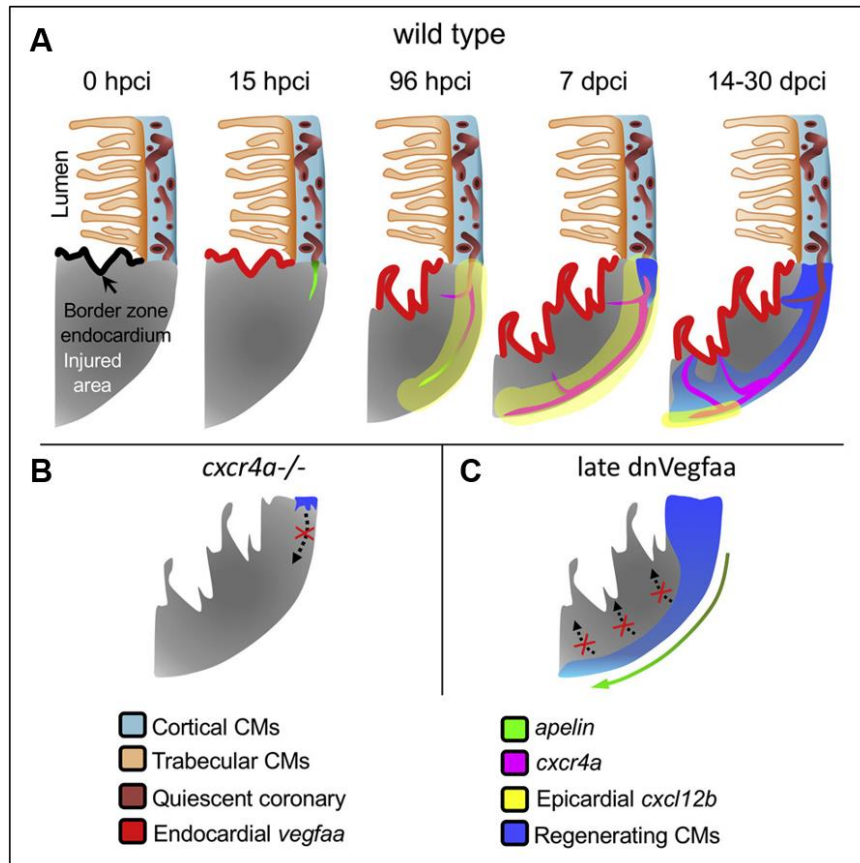 A
wild type
0 hpci
15 hpci
96 hpci
7 dpci
14-30 dpci
Lumen
Border zone
endocardium
Injured
area
B
cxcr4a-/-
C
late dnVegfaa
Cortical CMs
Trabecular CMs
Quiescent coronary
Endocardial vegfaa
apelin
cxcr4a
Epicardial cxcl12b
Regenerating CMs